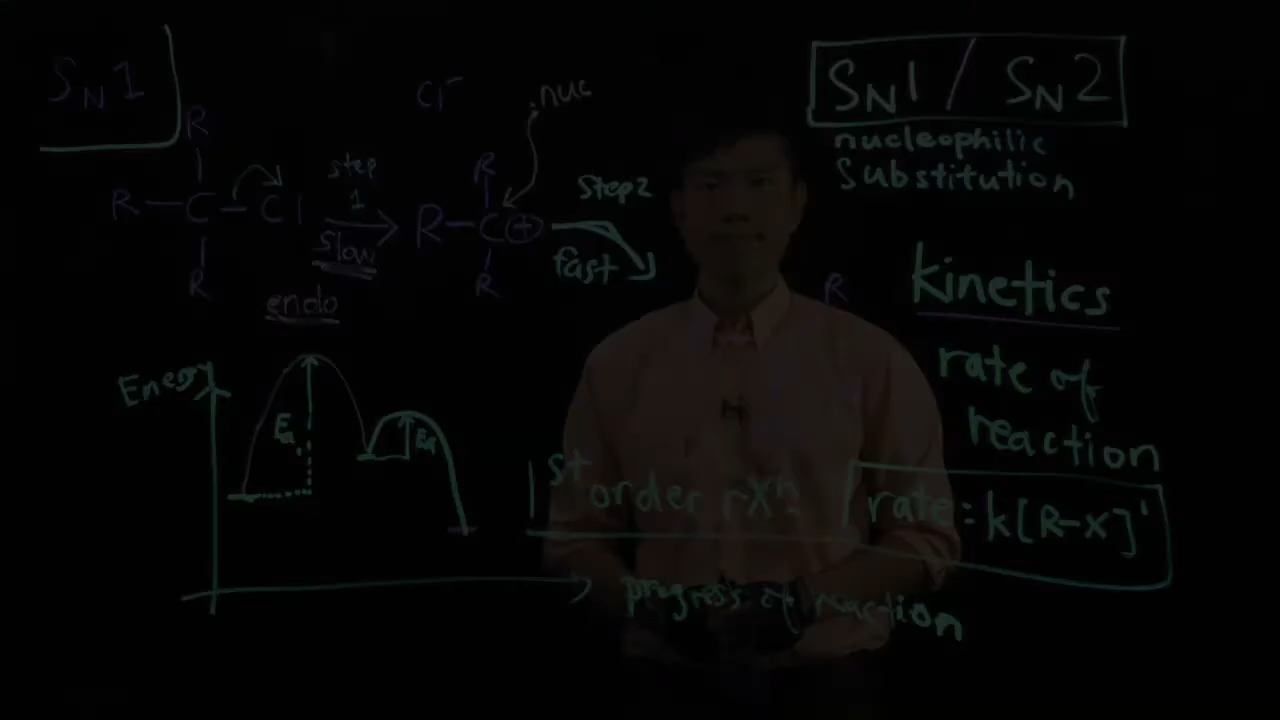 SN1
Cl-
:nuc
R
R
R—C—Cl
step
1
slow
R—C+
Step2
fast
R
R
endo
SN1 / SN2
nucleophilic
Substitution
R
kinetics
rate of
reaction
Energy
Ea
Ea
1st order rxn
rate = k[R-X]1
progress of reaction